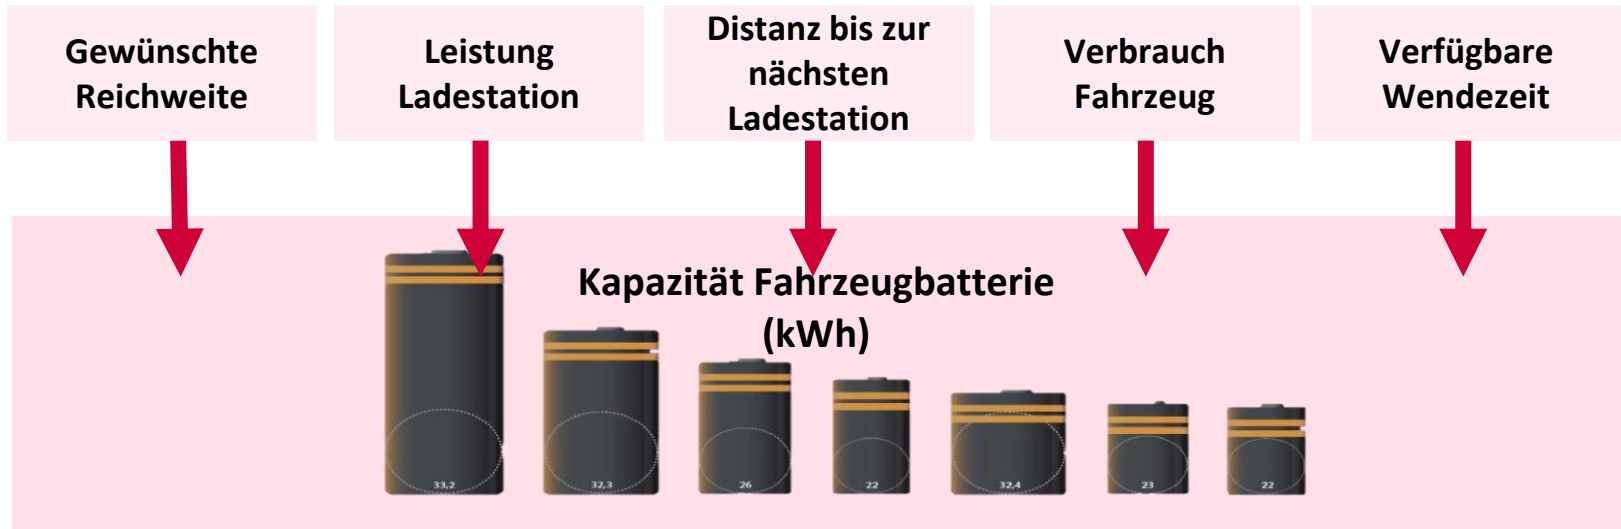 Gewünschte
Reichweite
Leistung
Ladestation
Distanz bis zur
nächsten
Ladestation
Verbrauch
Fahrzeug
Verfügbare
Wendezeit
Kapazität Fahrzeugbatterie
(kWh)
33,2
32,3
26
22
32,4
23
22